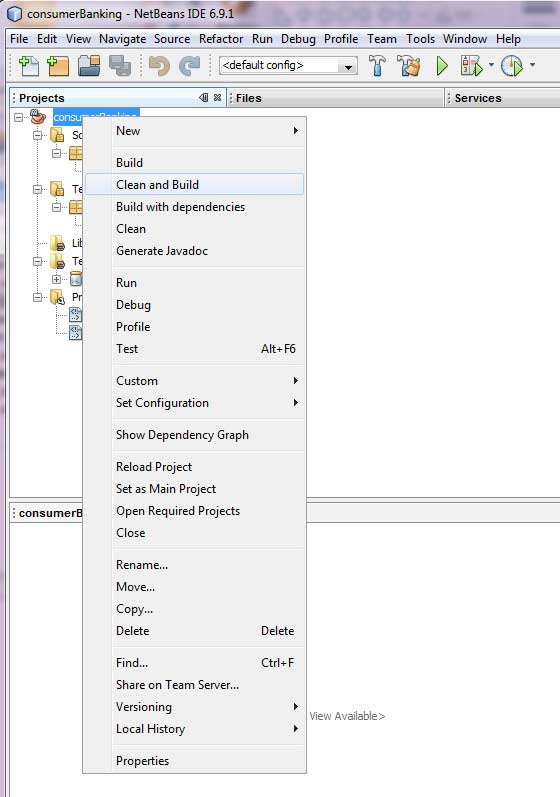 consumerBanking - NetBeans IDE 6.9.1
File Edit View Navigate Source Refactor Run Debug Profile Team Tools Window Help
<default config>
Projects Files Services
consumerBanking
New
So
Build
Clean and Build
Te
Build with dependencies
Clean
Lib
Generate Javadoc
Te
Run
Pr
Debug
Profile
Test Alt+F6
Custom
Set Configuration
Show Dependency Graph
Reload Project
Set as Main Project
consumerB
Open Required Projects
Close
Rename...
Move...
Copy...
Delete Delete
Find... Ctrl+F
Share on Team Server...
Versioning
View Available>
Local History
Properties